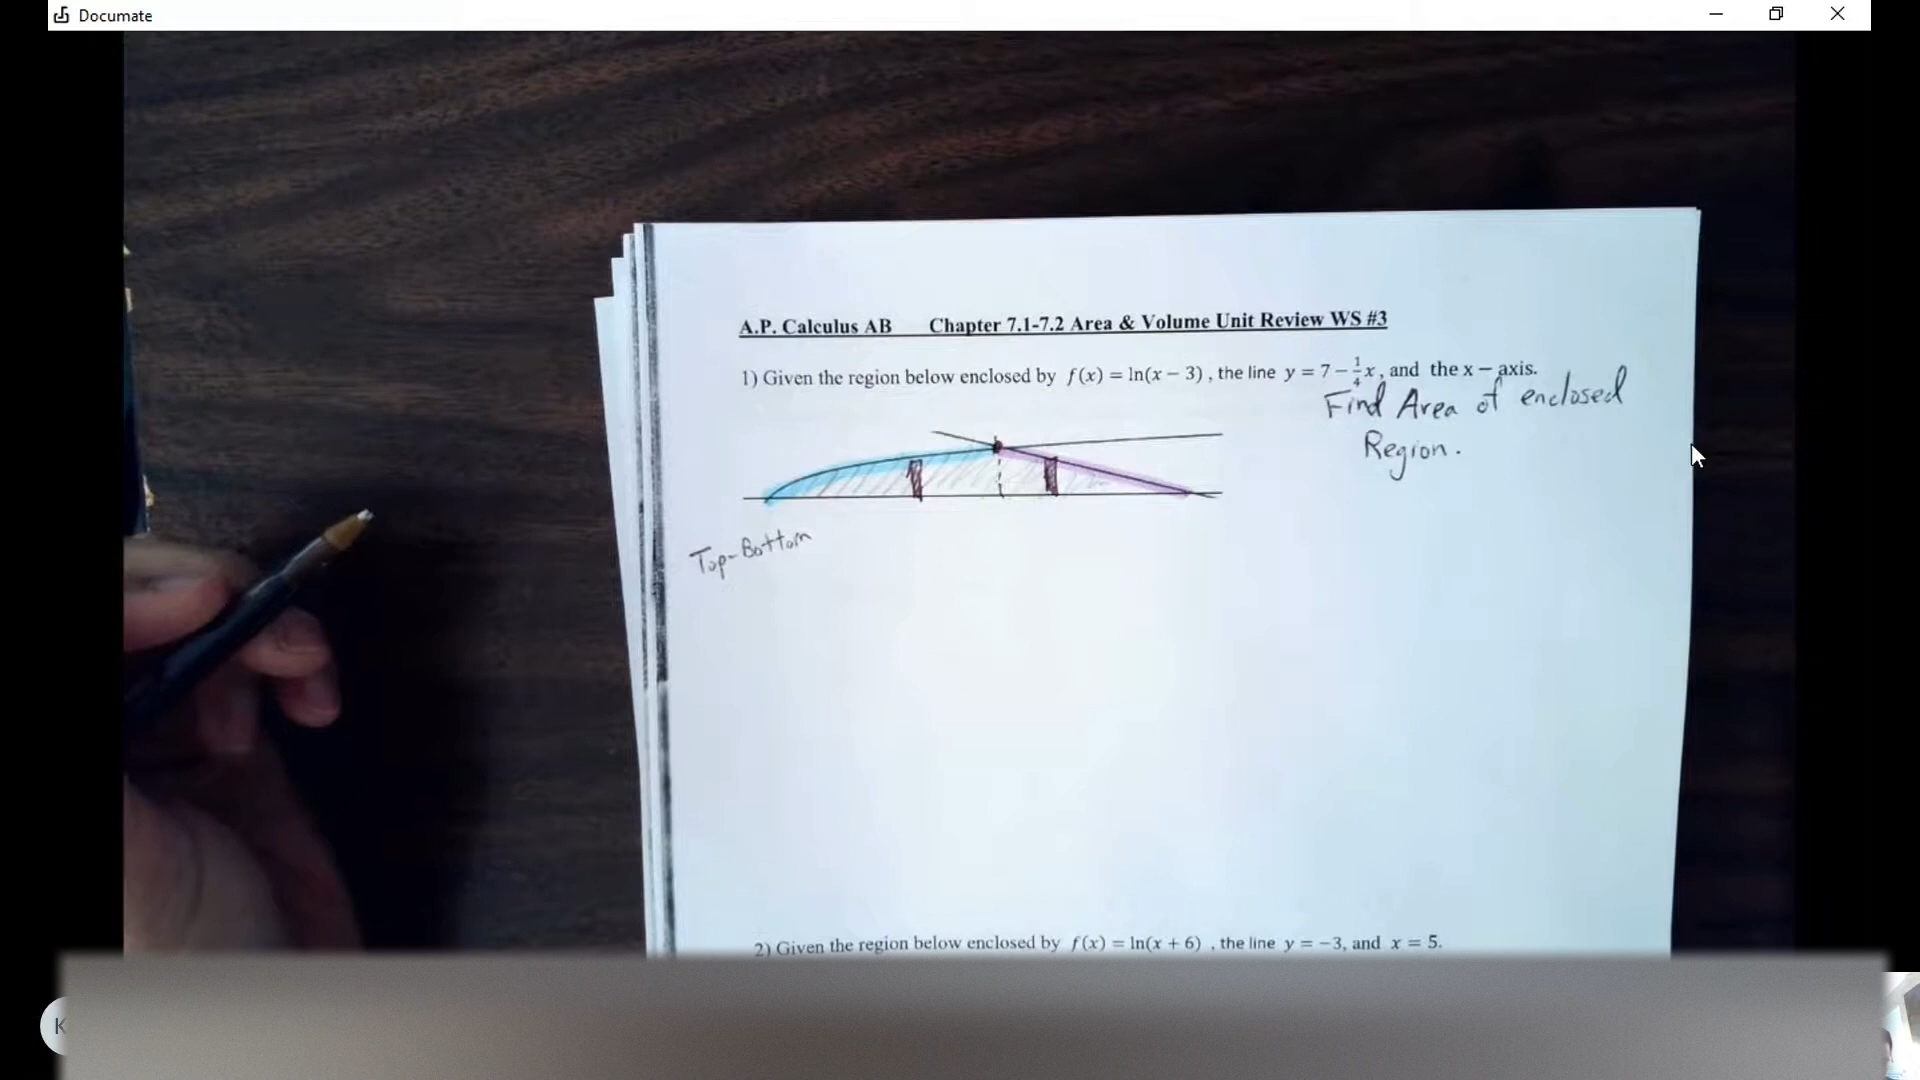 Documate
A.P. Calculus AB Chapter 7.1-7.2 Area & Volume Unit Review WS #3
1) Given the region below enclosed by f(x) = ln(x − 3), the line y = 7 − 1/4 x, and the x − axis.
Find Area of enclosed
Region.
Top-Bottom
2) Given the region below enclosed by f(x) = ln(x + 6) , the line y = −3, and x = 5.
K